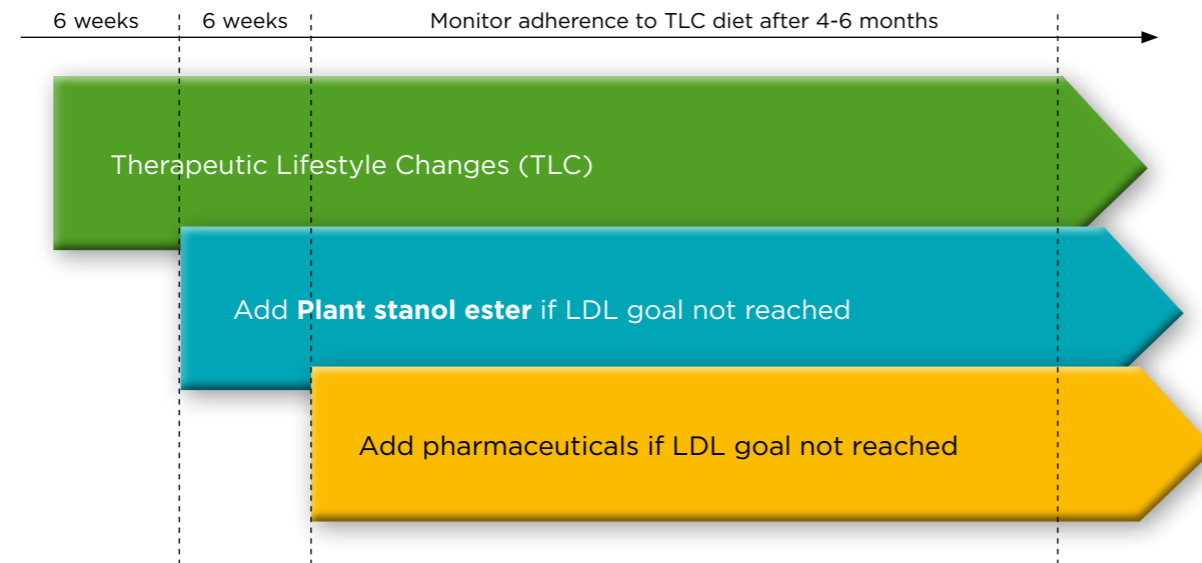 6 weeks
6 weeks
Monitor adherence to TLC diet after 4-6 months
Therapeutic Lifestyle Changes (TLC)
Add Plant stanol ester if LDL goal not reached
Add pharmaceuticals if LDL goal not reached